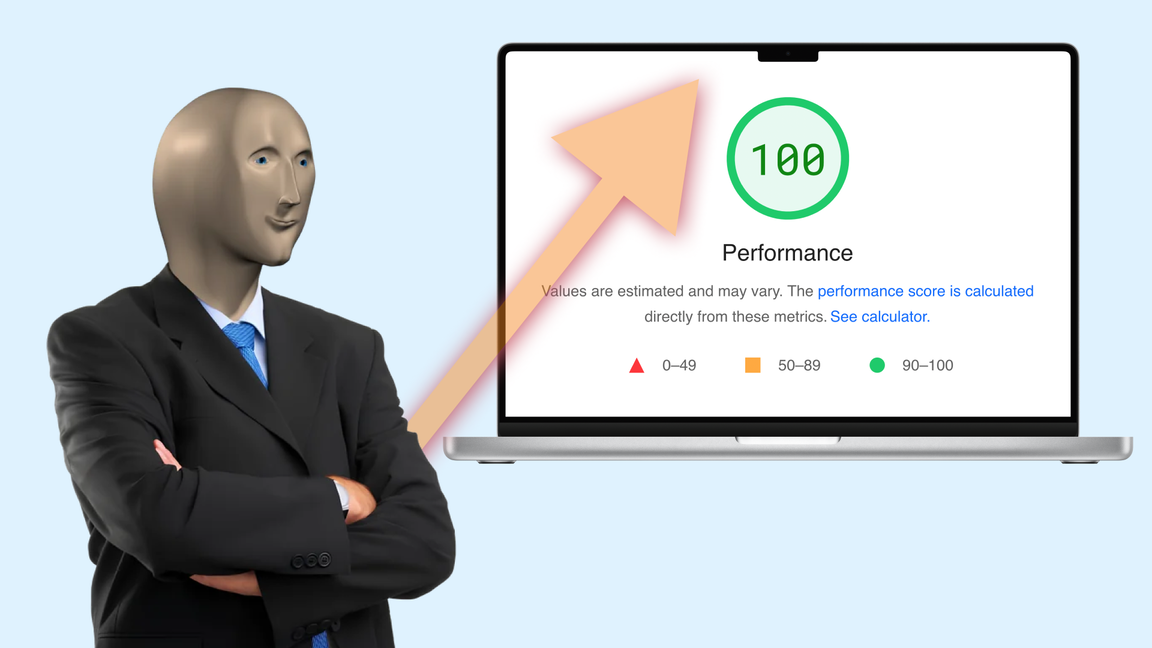 100
Performance
Values are estimated and may vary. The performance score is calculated
directly from these metrics. See calculator.
0–49 50–89 90–100